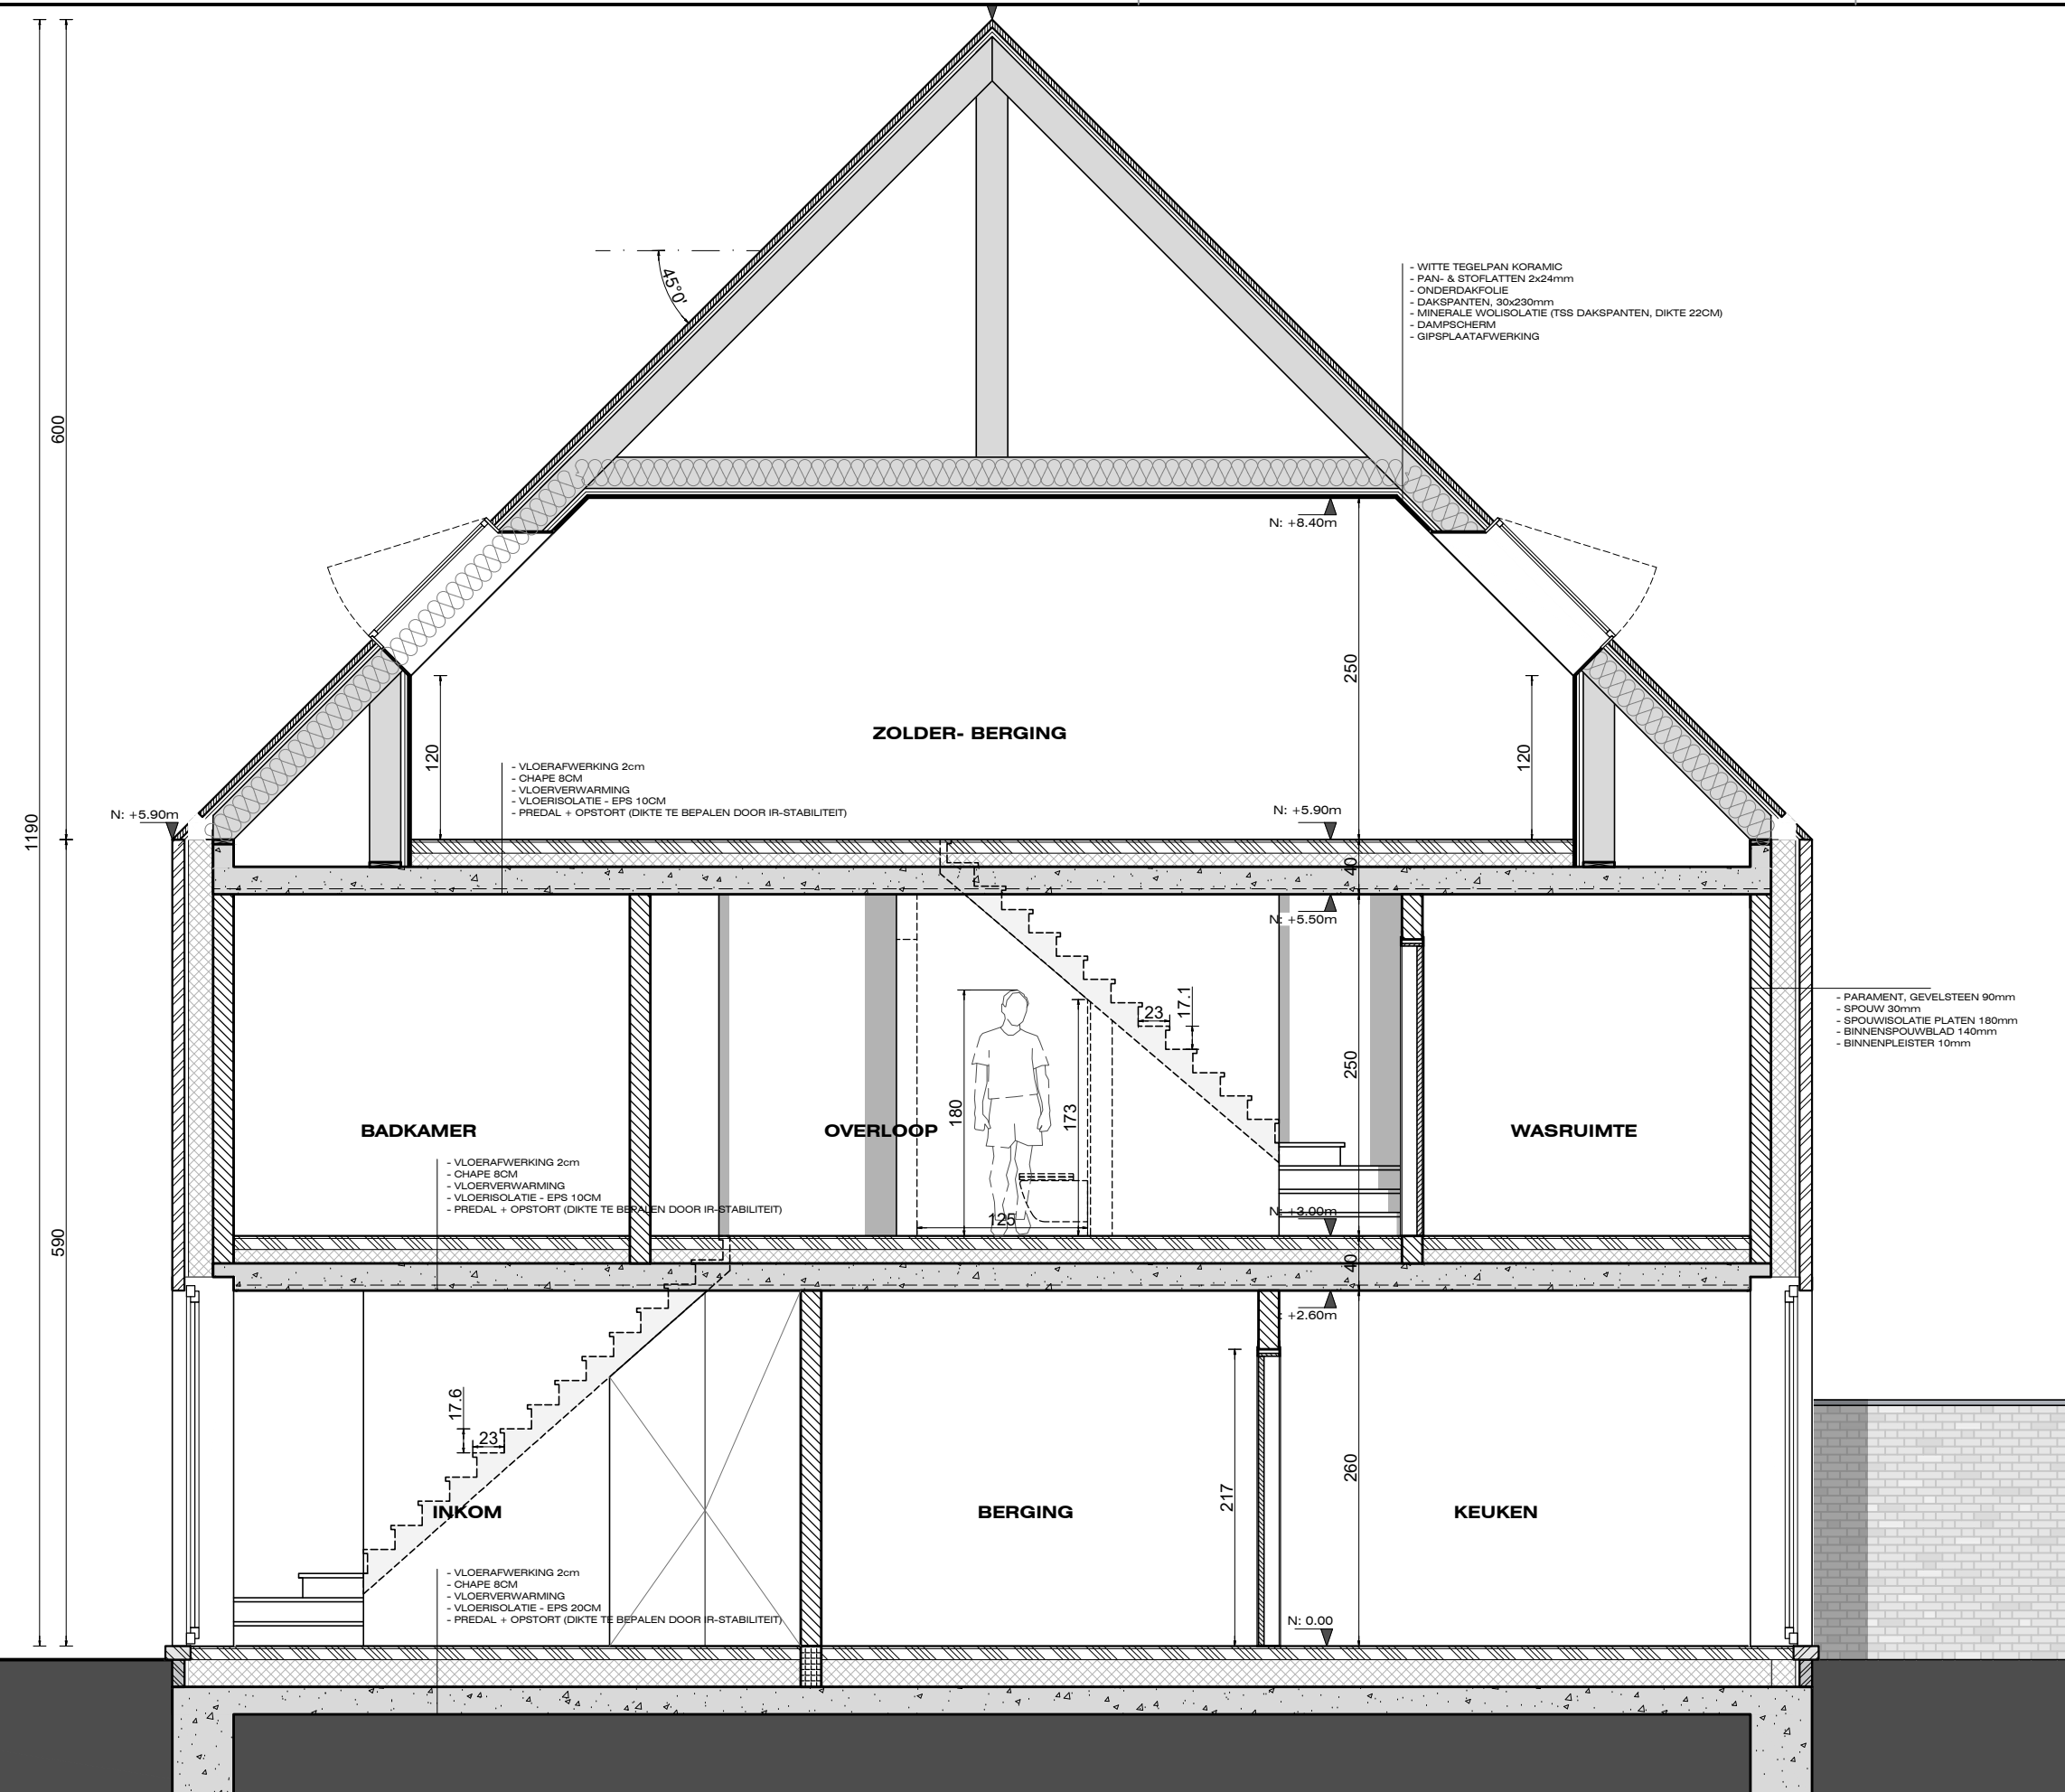 45°0'
- WITTE TEGELPAN KORAMIC
- PAN- & STOFLATTEN 2x24mm
- ONDERDAKFOLIE
- DAKSPANTEN, 30x230mm
- MINERALE WOLISOLATIE (TSS DAKSPANTEN, DIKTE 22CM)
- DAMPSCHERM
- GIPSPLAATAFWERKING
600
N: +8.40m
250
ZOLDER- BERGING
120
120
- VLOERAFWERKING 2cm
- CHAPE 8CM
- VLOERVERWARMING
- VLOERISOLATIE - EPS 10CM
- PREDAL + OPSTORT (DIKTE TE BEPALEN DOOR IR-STABILITEIT)
N: +5.90m
N: +5.90m
1190
40
N: +5.50m
- PARAMENT, GEVELSTEEN 90mm
- SPOUW 30mm
- SPOUWISOLATIE PLATEN 180mm
- BINNENSPOUWBLAD 140mm
- BINNENPLEISTER 10mm
23
17.1
250
180
173
BADKAMER
OVERLOOP
WASRUIMTE
- VLOERAFWERKING 2cm
- CHAPE 8CM
- VLOERVERWARMING
- VLOERISOLATIE - EPS 10CM
- PREDAL + OPSTORT (DIKTE TE BEPALEN DOOR IR-STABILITEIT)
125
N: +3.00m
590
40
: +2.60m
17.6
23
217
260
INKOM
BERGING
KEUKEN
- VLOERAFWERKING 2cm
- CHAPE 8CM
- VLOERVERWARMING
- VLOERISOLATIE - EPS 20CM
- PREDAL + OPSTORT (DIKTE TE BEPALEN DOOR IR-STABILITEIT)
N: 0.00